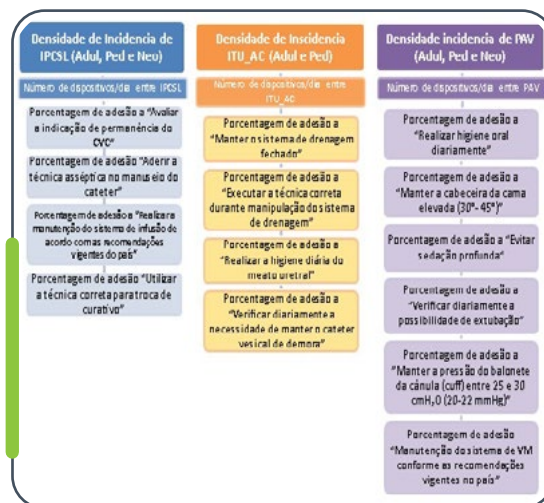 Densidade de Incidencia de
IPCSL (Adul, Ped e Neu)
Número de dispositivos/dia entre IPCSL
Porcentagem de adesão a "Avaliar
a indicação de permanência do
CVC"
Porcentagem de adesão "Aderir a
técnica asséptica no manuseio do
cateter"
Porcentagem de adesão a "Realizar a
manutenção do sistema de infusão de
acordo com as recomendações
vigentes do país"
Porcentagem de adesão "Utilizar
a técnica correta para troca de
curativo"
Densidade de Inscidencia
ITU_AC (Adul e Ped)
Número de dispositivos/dia entre
ITU_AC
Porcentagem de adesão a
"Manter o sistema de drenagem
fechado"
Porcentagem de adesão a
"Executar a técnica correta
durante manipulação do sistema
de drenagem"
Porcentagem de adesão a
"Realizar a higiene diária do
meato uretral"
Porcentagem de adesão a
"Verificar diariamente a
necessidade de manter o cateter
vesical de demora"
Densidade incidencia de PAV
(Adul, Ped e Neo)
Número de dispositivos/dia entre PAV
Porcentagem de adesão a
"Realizar higiene oral
diariamente"
Porcentagem de adesão a
"Manter a cabeceira da cama
elevada (30°- 45°)"
Porcentagem de adesão a "Evitar
sedação profunda"
Porcentagem de adesão a
"Verificar diariamente a
possibilidade de extubação"
Porcentagem de adesão a
"Manter a pressão do balonete
da cânula (cuff) entre 25 e 30
cmH₂O (20-22 mmHg)"
Porcentagem de adesão
"Manutenção do sistema de VM
conforme as recomendações
vigentes no país"